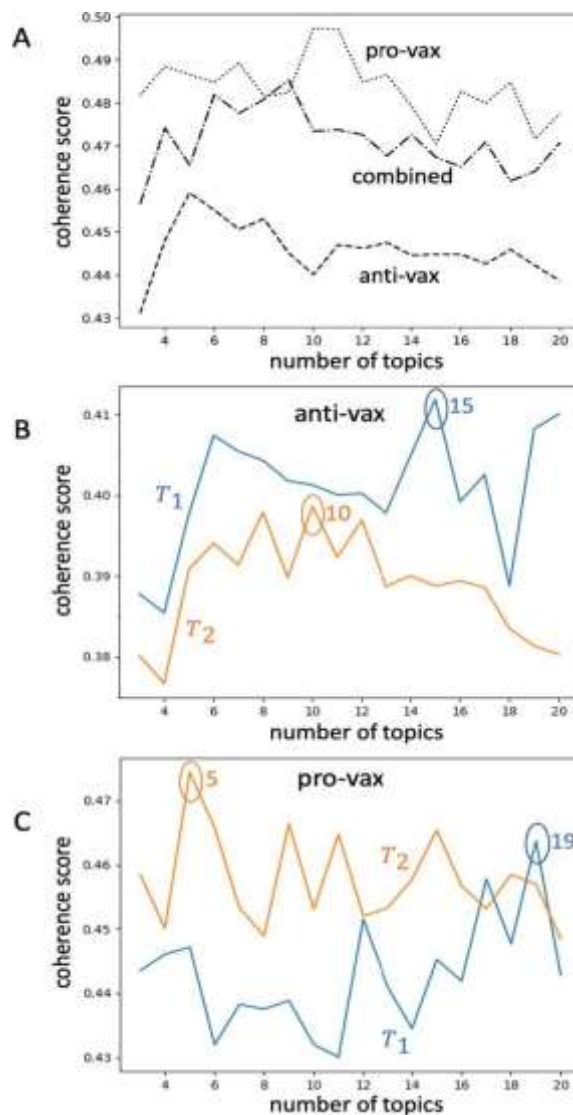 A
0.50
0.49
0.48
0.47
0.46
0.45
0.44
0.43
coherence score
pro-vax
combined
anti-vax
4 6 8 10 12 14 16 18 20
number of topics
B
anti-vax
0.41
0.40
0.39
0.38
coherence score
15
T1
10
T2
4 6 8 10 12 14 16 18 20
number of topics
C
pro-vax
0.47
0.46
0.45
0.44
0.43
coherence score
5
T2
19
T1
4 6 8 10 12 14 16 18 20
number of topics